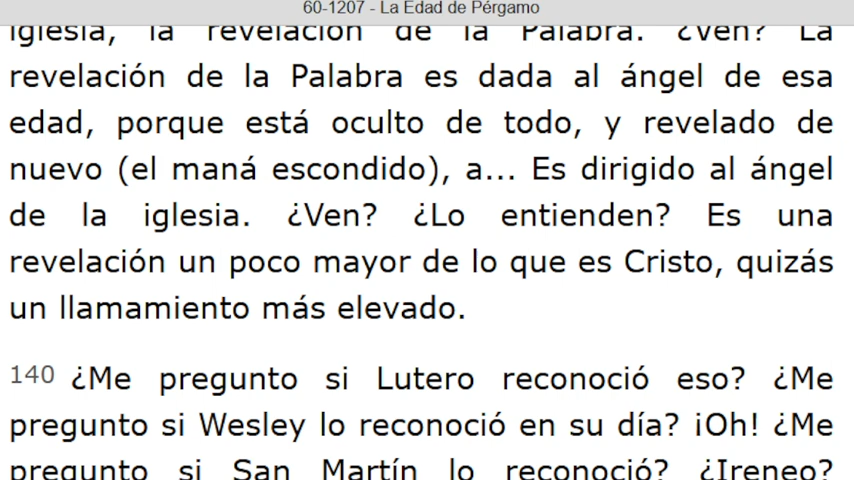 60-1207 - La Edad de Pérgamo
iglesia, la revelación de la Palabra. ¿Ven? La
revelación de la Palabra es dada al ángel de esa
edad, porque está oculto de todo, y revelado de
nuevo (el maná escondido), a... Es dirigido al ángel
de la iglesia. ¿Ven? ¿Lo entienden? Es una
revelación un poco mayor de lo que es Cristo, quizás
un llamamiento más elevado.
140 ¿Me pregunto si Lutero reconoció eso? ¿Me
pregunto si Wesley lo reconoció en su día? ¡Oh! ¿Me
pregunto si San Martín lo reconoció? ¿Ireneo?